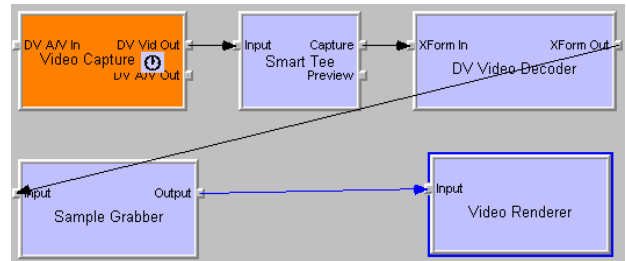 DV A/V In DV Vid Out
Video Capture
DV A/V Out
Input Capture
Smart Tee
Preview
XForm In XForm Out
DV Video Decoder
Input Output
Sample Grabber
Input
Video Renderer